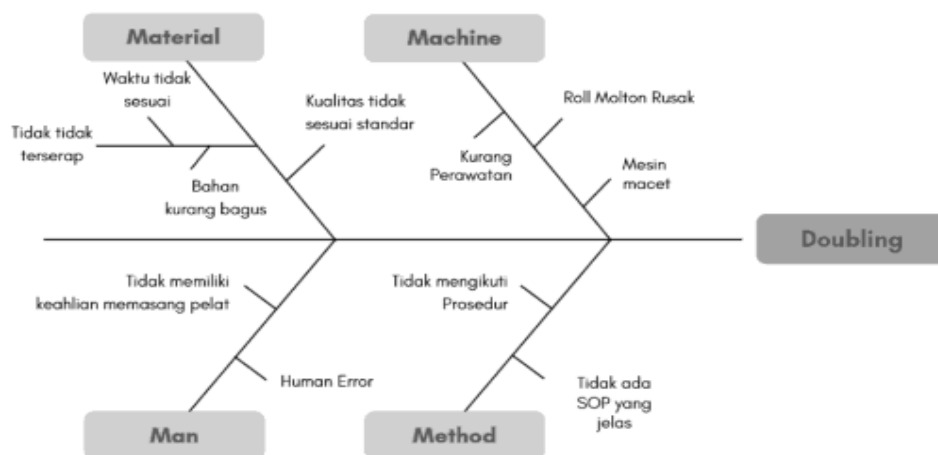 Material
Machine
Waktu tidak
sesuai
Kualitas tidak
sesuai standar
Roll Molton Rusak
Tidak tidak
terserap
Kurang
Perawatan
Mesin
macet
Bahan
kurang bagus
Doubling
Tidak memiliki
keahlian memasang pelat
Tidak mengikuti
Prosedur
Human Error
Tidak ada
SOP yang
jelas
Man
Method